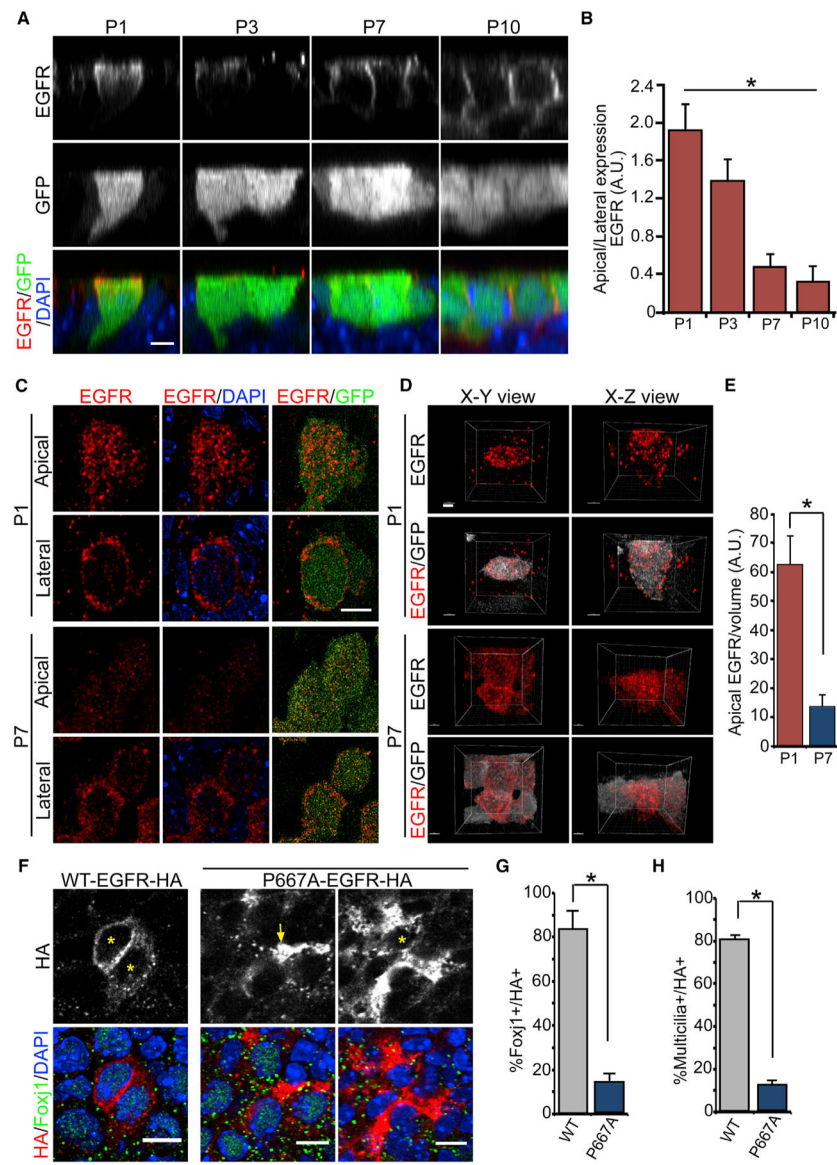 A
P1 P3 P7 P10
EGFR
GFP
EGFR/GFP
/DAPI
B
Apical/Lateral expression
EGFR (A.U.)
2.4
2.0
1.6
1.2
0.8
0.4
0
*
P1 P3 P7 P10
C
EGFR EGFR/DAPI EGFR/GFP
P1
Apical
Lateral
P7
Apical
Lateral
D
X-Y view X-Z view
P1
EGFR
EGFR/GFP
P7
EGFR
EGFR/GFP
E
Apical EGFR/volume (A.U.)
80
70
60
50
40
30
20
10
0
*
P1 P7
F
WT-EGFR-HA P667A-EGFR-HA
HA
* * *
HA/Foxj1/DAPI
G
%Foxj1+/HA+
100
80
60
40
20
0
*
WT P667A
H
%Multicilia+/HA+
100
80
60
40
20
0
*
WT P667A